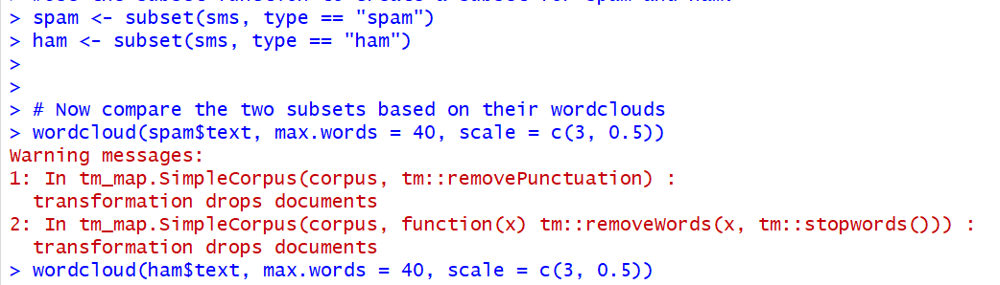 > spam <- subset(sms, type == "spam")
> ham <- subset(sms, type == "ham")
>
>
> # Now compare the two subsets based on their wordclouds
> wordcloud(spam$text, max.words = 40, scale = c(3, 0.5))
Warning messages:
1: In tm_map.SimpleCorpus(corpus, tm::removePunctuation) :
  transformation drops documents
2: In tm_map.SimpleCorpus(corpus, function(x) tm::removeWords(x, tm::stopwords())) :
  transformation drops documents
> wordcloud(ham$text, max.words = 40, scale = c(3, 0.5))